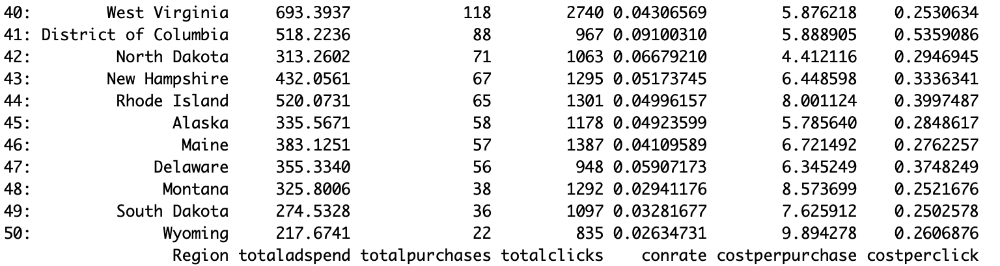 40: West Virginia 693.3937 118 2740 0.04306569 5.876218 0.2530634
41: District of Columbia 518.2236 88 967 0.09100310 5.888905 0.5359086
42: North Dakota 313.2602 71 1063 0.06679210 4.412116 0.2946945
43: New Hampshire 432.0561 67 1295 0.05173745 6.448598 0.3336341
44: Rhode Island 520.0731 65 1301 0.04996157 8.001124 0.3997487
45: Alaska 335.5671 58 1178 0.04923599 5.785640 0.2848617
46: Maine 383.1251 57 1387 0.04109589 6.721492 0.2762257
47: Delaware 355.3340 56 948 0.05907173 6.345249 0.3748249
48: Montana 325.8006 38 1292 0.02941176 8.573699 0.2521676
49: South Dakota 274.5328 36 1097 0.03281677 7.625912 0.2502578
50: Wyoming 217.6741 22 835 0.02634731 9.894278 0.2606876
Region totaladspend totalpurchases totalclicks conrate costperpurchase costperclick